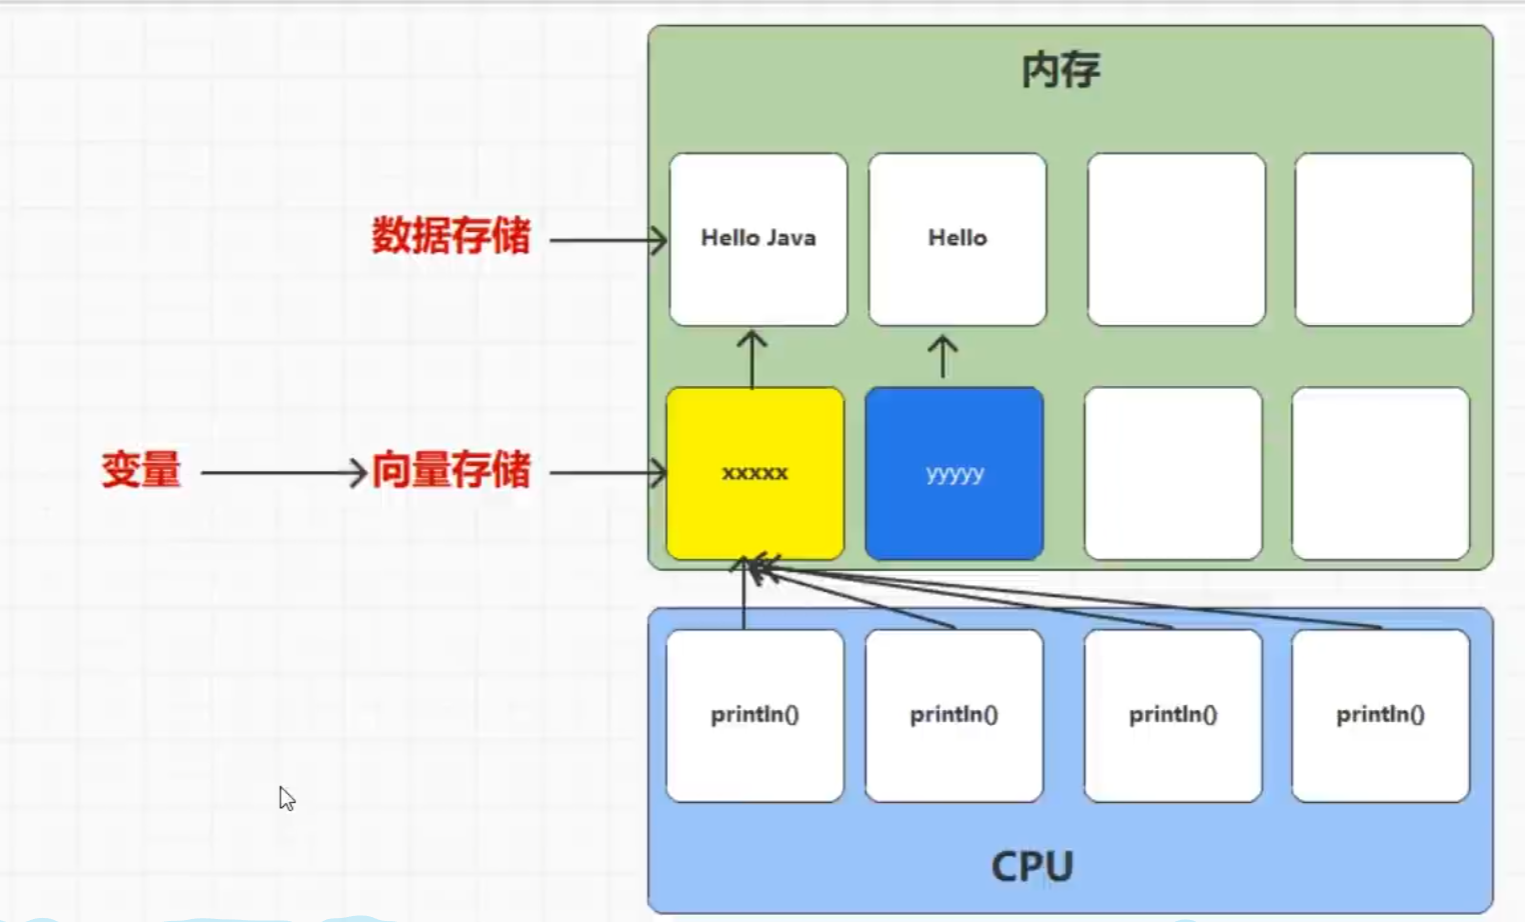 内存
数据存储
Hello Java
Hello
变量
向量存储
xxxxx
yyyyy
println()
println()
println()
println()
CPU